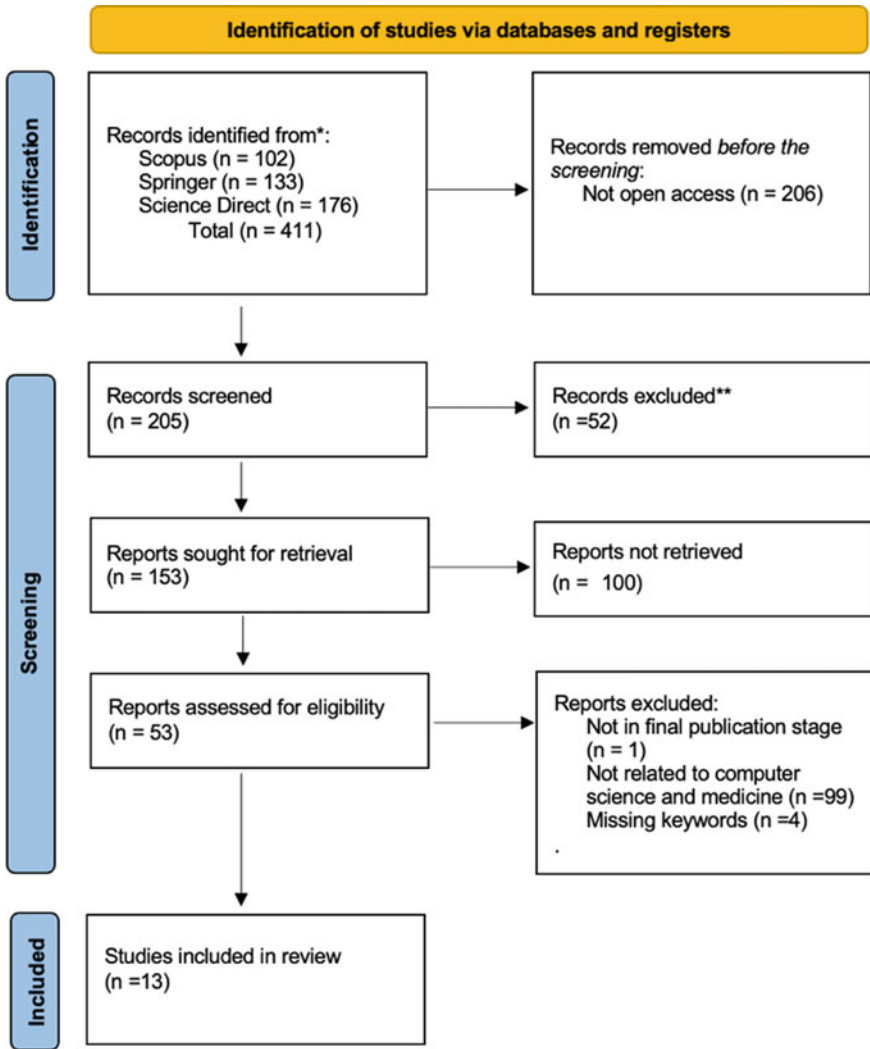 Identification of studies via databases and registers
Identification
Records identified from*:
Scopus (n = 102)
Springer (n = 133)
Science Direct (n = 176)
Total (n = 411)
Records removed before the
screening:
Not open access (n = 206)
Screening
Records screened
(n = 205)
Records excluded**
(n =52)
Reports sought for retrieval
(n = 153)
Reports not retrieved
(n = 100)
Reports assessed for eligibility
(n = 53)
Reports excluded:
Not in final publication stage
(n = 1)
Not related to computer
science and medicine (n =99)
Missing keywords (n =4)
.
Included
Studies included in review
(n =13)